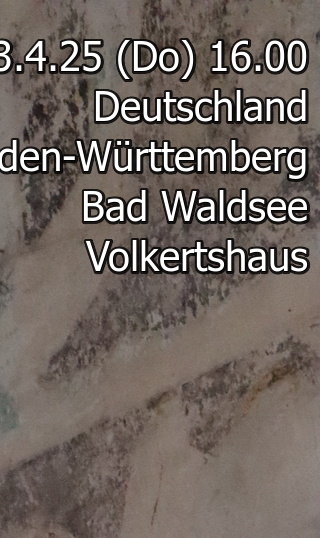 3.4.25 (Do) 16.00
Deutschland
den-Württemberg
Bad Waldsee
Volkertshaus